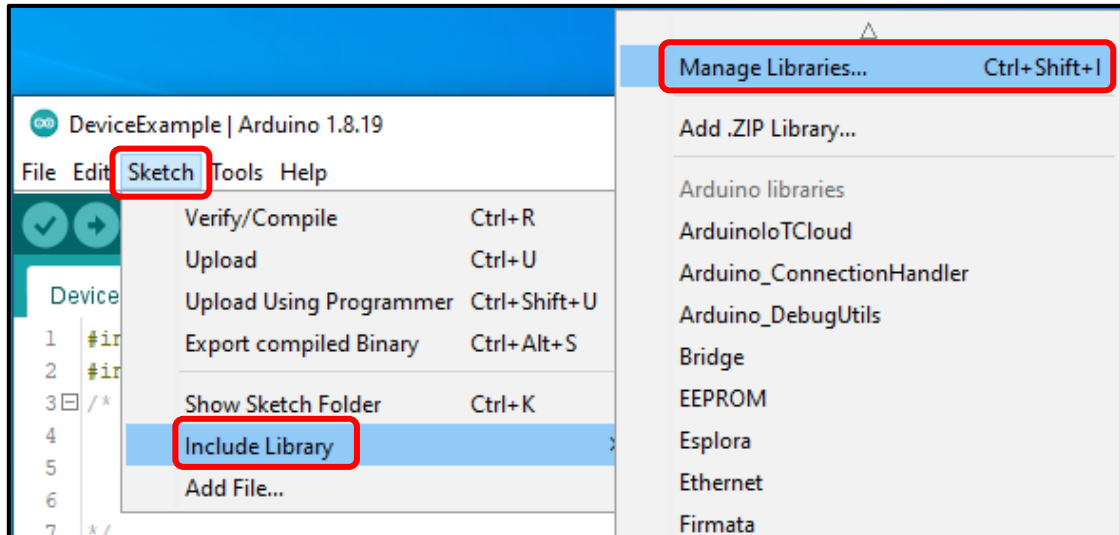 DeviceExample | Arduino 1.8.19
File Edit Sketch Tools Help
Verify/Compile Ctrl+R
Upload Ctrl+U
Upload Using Programmer Ctrl+Shift+U
Export compiled Binary Ctrl+Alt+S
Show Sketch Folder Ctrl+K
Include Library
Add File...
Device
1 #in
2 #in
3 /*
4
5
6
7 */
Manage Libraries... Ctrl+Shift+I
Add .ZIP Library...
Arduino libraries
ArduinoIoTCloud
Arduino_ConnectionHandler
Arduino_DebugUtils
Bridge
EEPROM
Esplora
Ethernet
Firmata